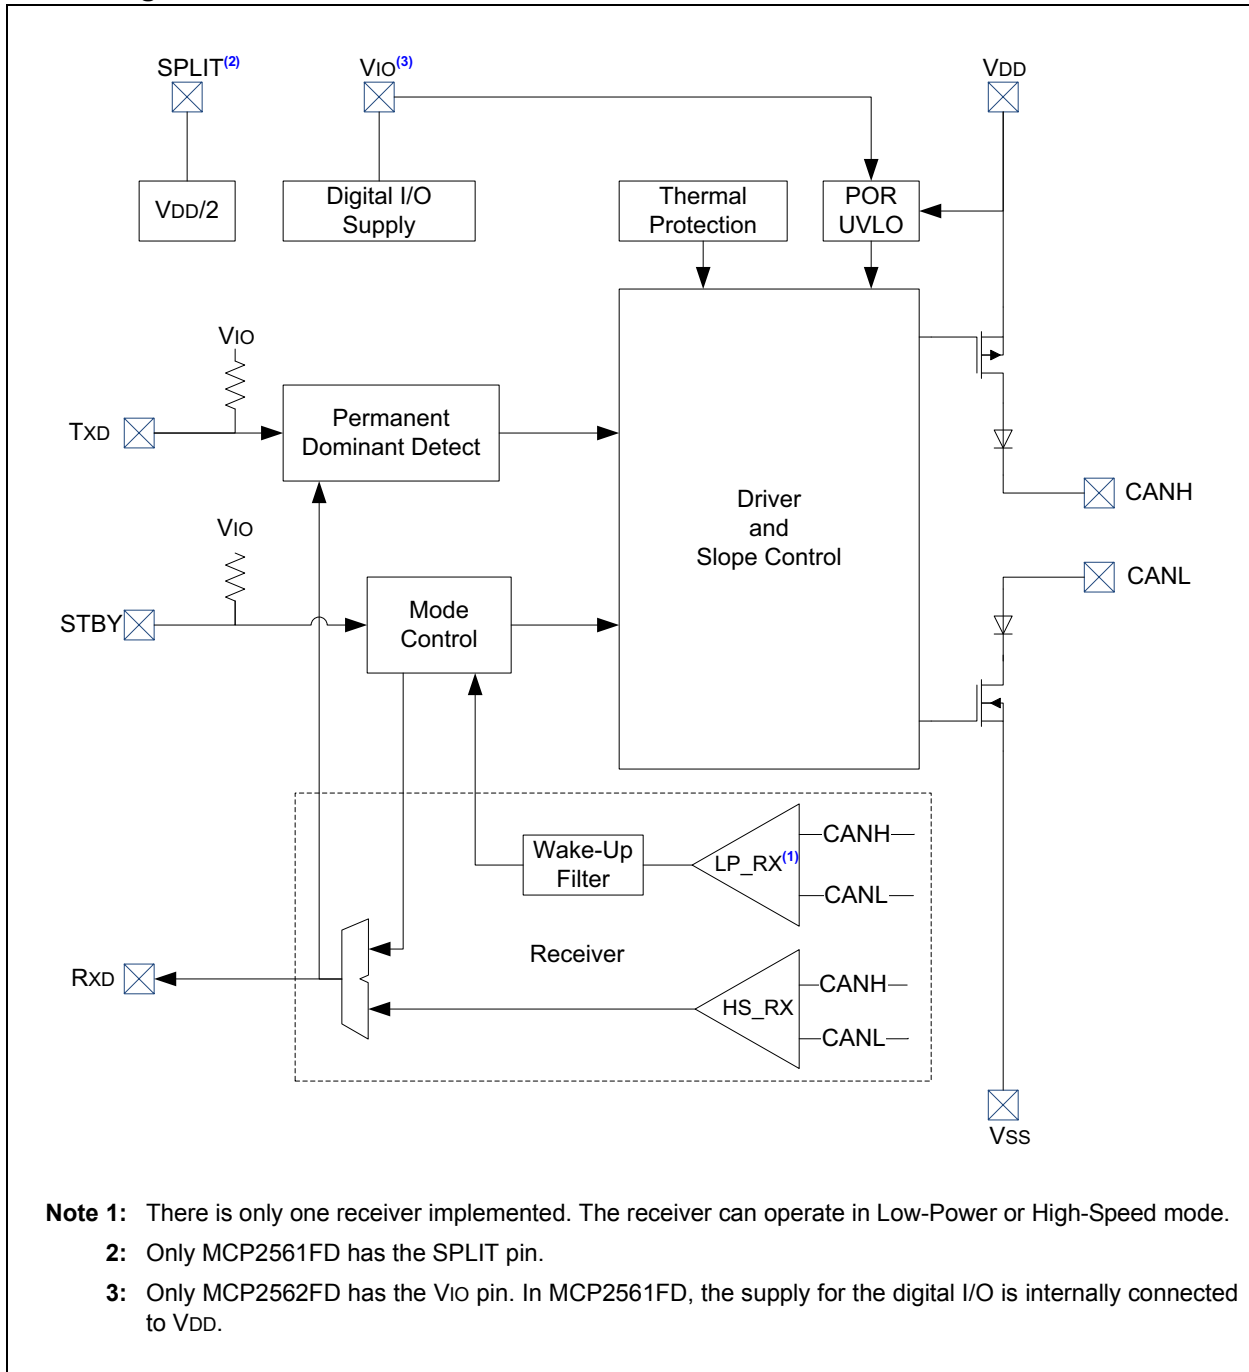 SPLIT(2)
VIO(3)
VDD
VDD/2
Digital I/O
Supply
Thermal
Protection
POR
UVLO
VIO
TXD
Permanent
Dominant Detect
Driver
and
Slope Control
CANH
VIO
STBY
Mode
Control
CANL
Wake-Up
Filter
LP_RX(1)
CANH
CANL
Receiver
RXD
HS_RX
CANH
CANL
VSS
Note 1: There is only one receiver implemented. The receiver can operate in Low-Power or High-Speed mode.
2: Only MCP2561FD has the SPLIT pin.
3: Only MCP2562FD has the VIO pin. In MCP2561FD, the supply for the digital I/O is internally connected
to VDD.